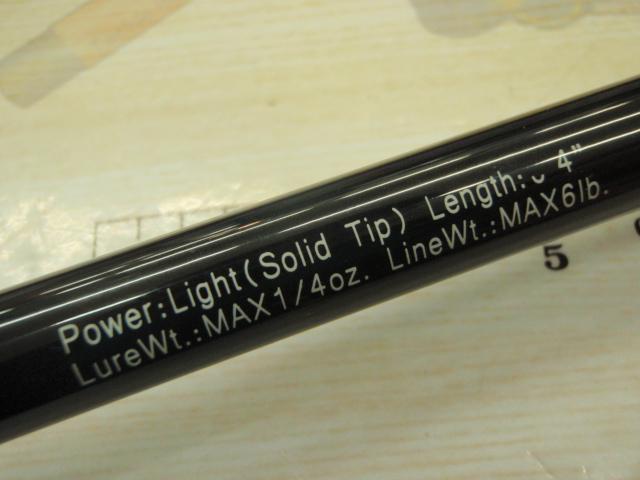 Power:Light(Solid Tip) Length: 4"
LureWt.:MAX1/4oz. LineWt.:MAX6lb.
5